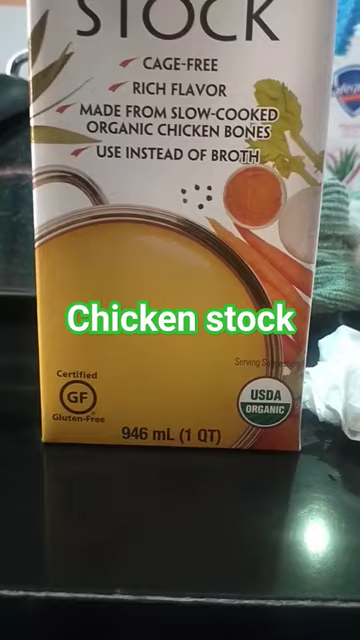 STOCK
CAGE-FREE
RICH FLAVOR
MADE FROM SLOW-COOKED
ORGANIC CHICKEN BONES
USE INSTEAD OF BROTH
Chicken stock
Serving
Certified
GF
Gluten-Free
USDA
ORGANIC
946 mL (1 QT)